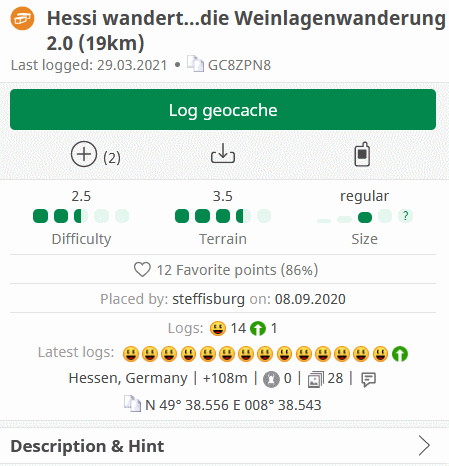 Hessi wandert...die Weinlagenwanderung
2.0 (19km)
Last logged: 29.03.2021 • GC8ZPN8
Log geocache
(2)
2.5 3.5 regular
?
Difficulty Terrain Size
12 Favorite points (86%)
Placed by: steffisburg on: 08.09.2020
Logs: 14 1
Latest logs:
Hessen, Germany | +108m | 0 | 28 |
N 49° 38.556 E 008° 38.543
Description & Hint